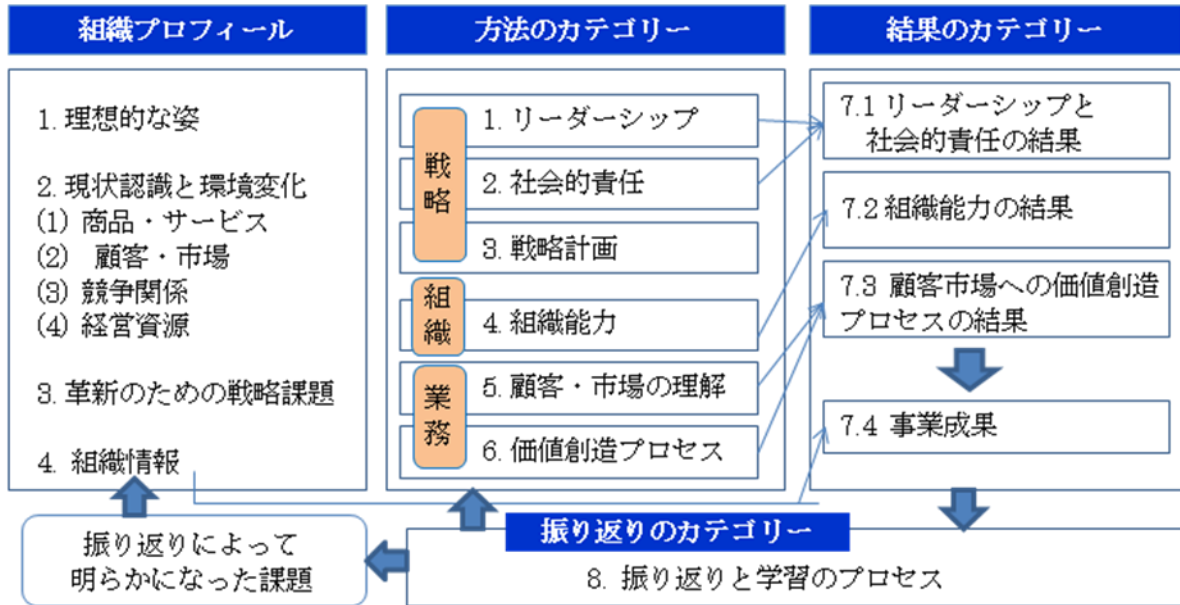 組織プロフィール
1. 理想的な姿
2. 現状認識と環境変化
(1) 商品・サービス
(2) 顧客・市場
(3) 競争関係
(4) 経営資源
3. 革新のための戦略課題
4. 組織情報
方法のカテゴリー
戦略
1. リーダーシップ
2. 社会的責任
3. 戦略計画
組織
4. 組織能力
業務
5. 顧客・市場の理解
6. 価値創造プロセス
結果のカテゴリー
7.1 リーダーシップと
社会的責任の結果
7.2 組織能力の結果
7.3 顧客市場への価値創造
プロセスの結果
7.4 事業成果
振り返りのカテゴリー
8. 振り返りと学習のプロセス
振り返りによって
明らかになった課題